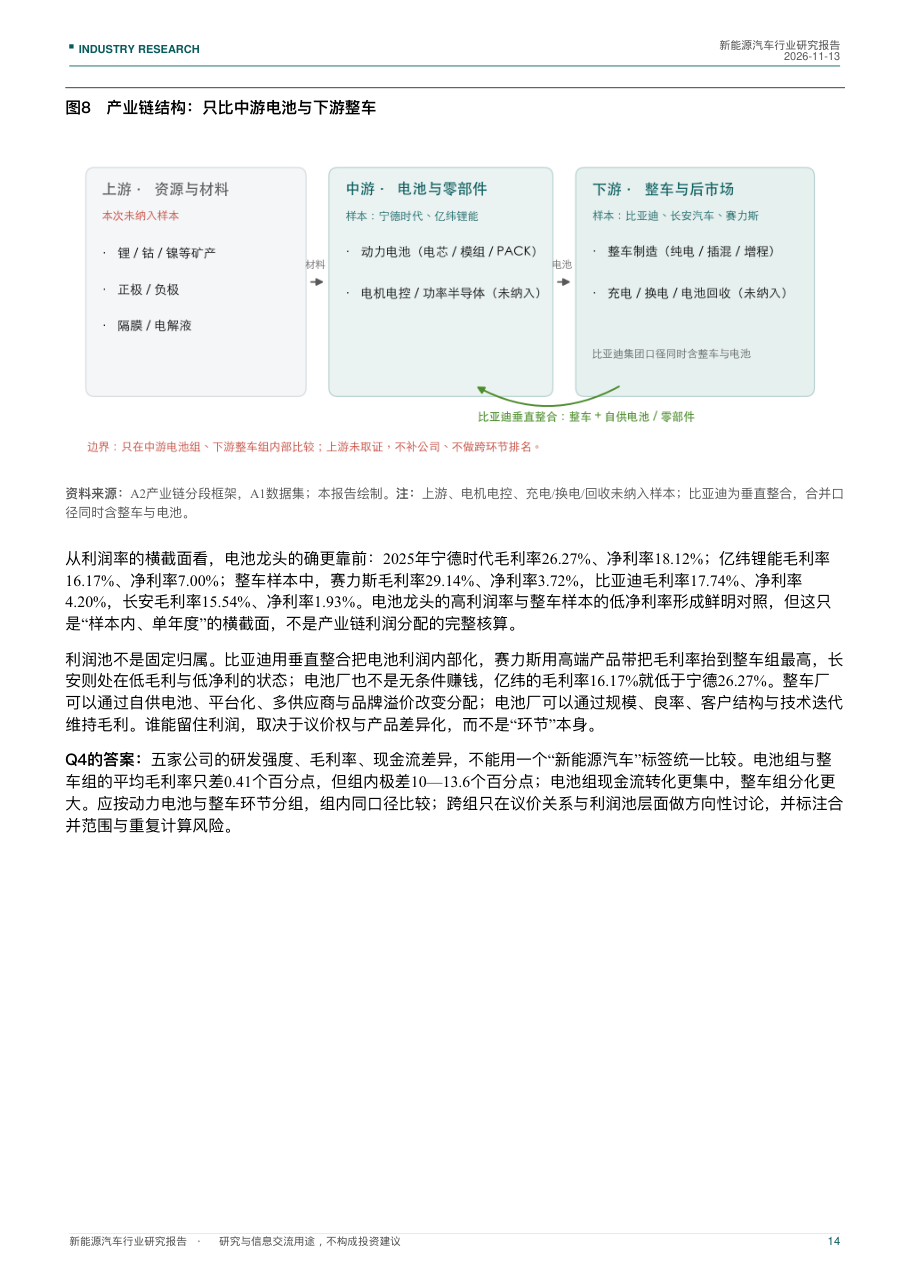 INDUSTRY RESEARCH
新能源汽车行业研究报告
2026-11-13
图8 产业链结构：只比中游电池与下游整车
上游 · 资源与材料
本次未纳入样本
· 锂 / 钴 / 镍等矿产
· 正极 / 负极
· 隔膜 / 电解液
材料
中游 · 电池与零部件
样本：宁德时代、亿纬锂能
· 动力电池（电芯 / 模组 / PACK）
· 电机电控 / 功率半导体（未纳入）
电池
下游 · 整车与后市场
样本：比亚迪、长安汽车、赛力斯
· 整车制造（纯电 / 插混 / 增程）
· 充电 / 换电 / 电池回收（未纳入）
比亚迪集团口径同时含整车与电池
比亚迪垂直整合：整车 + 自供电池 / 零部件
边界：只在中游电池组、下游整车组内部比较；上游未取证，不补公司、不做跨环节排名。
资料来源：A2产业链分段框架，A1数据集；本报告绘制。注：上游、电机电控、充电/换电/回收未纳入样本；比亚迪为垂直整合，合并口
径同时含整车与电池。
从利润率的横截面看，电池龙头的确更靠前：2025年宁德时代毛利率26.27%、净利率18.12%；亿纬锂能毛利率
16.17%、净利率7.00%；整车样本中，赛力斯毛利率29.14%、净利率3.72%，比亚迪毛利率17.74%、净利率
4.20%，长安毛利率15.54%、净利率1.93%。电池龙头的高利润率与整车样本的低净利率形成鲜明对照，但这只
是“样本内、单年度”的横截面，不是产业链利润分配的完整核算。
利润池不是固定归属。比亚迪用垂直整合把电池利润内部化，赛力斯用高端产品带把毛利率抬到整车组最高，长
安则处在低毛利与低净利的状态；电池厂也不是无条件赚钱，亿纬的毛利率16.17%就低于宁德26.27%。整车厂
可以通过自供电池、平台化、多供应商与品牌溢价改变分配；电池厂可以通过规模、良率、客户结构与技术迭代
维持毛利。谁能留住利润，取决于议价权与产品差异化，而不是“环节”本身。
Q4的答案：五家公司的研发强度、毛利率、现金流差异，不能用一个“新能源汽车”标签统一比较。电池组与整
车组的平均毛利率只差0.41个百分点，但组内极差10—13.6个百分点；电池组现金流转化更集中，整车组分化更
大。应按动力电池与整车环节分组，组内同口径比较；跨组只在议价关系与利润池层面做方向性讨论，并标注合
并范围与重复计算风险。
新能源汽车行业研究报告 · 研究与信息交流用途，不构成投资建议
14